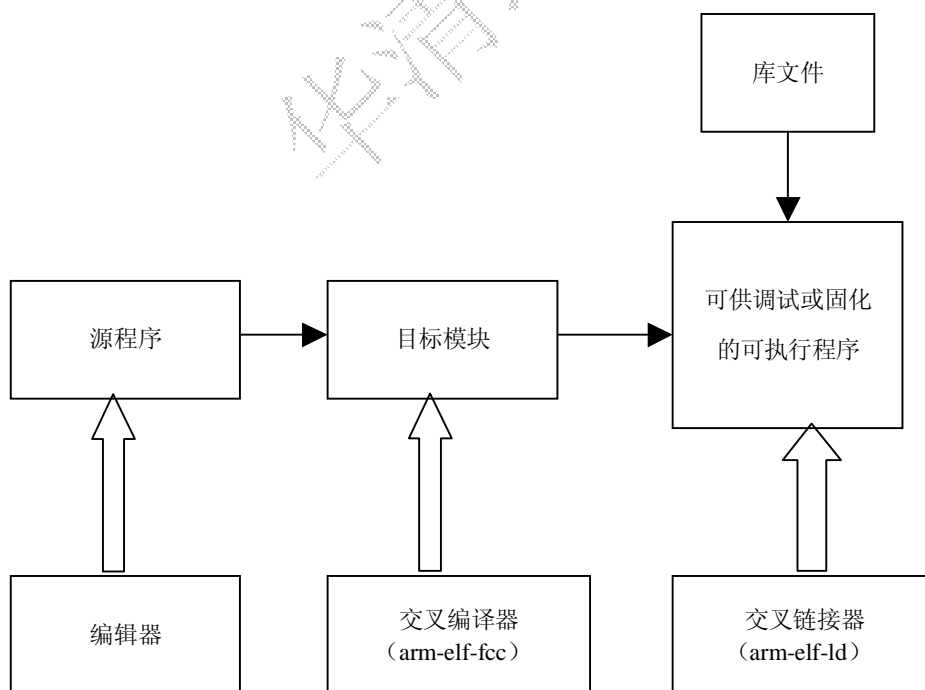 华清
库文件
可供调试或固化
的可执行程序
源程序
目标模块
编辑器
交叉编译器
（arm-elf-fcc）
交叉链接器
（arm-elf-ld）